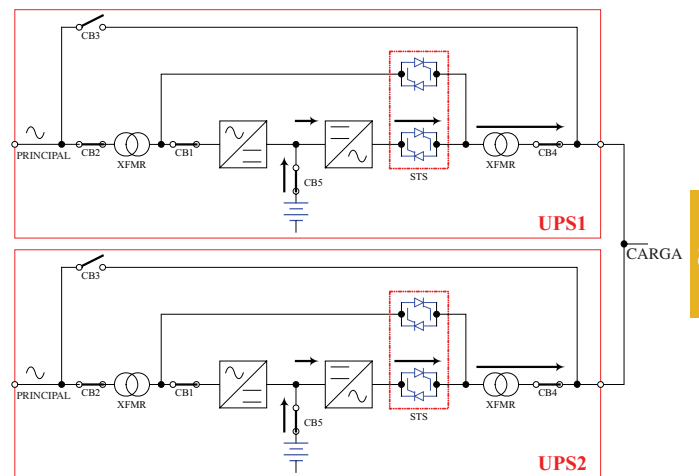 CB3
PRINCIPAL
CB2
XFMR
CB1
CB5
STS
XFMR
CB4
UPS1
CARGA
CB3
PRINCIPAL
CB2
XFMR
CB1
CB5
STS
XFMR
CB4
UPS2